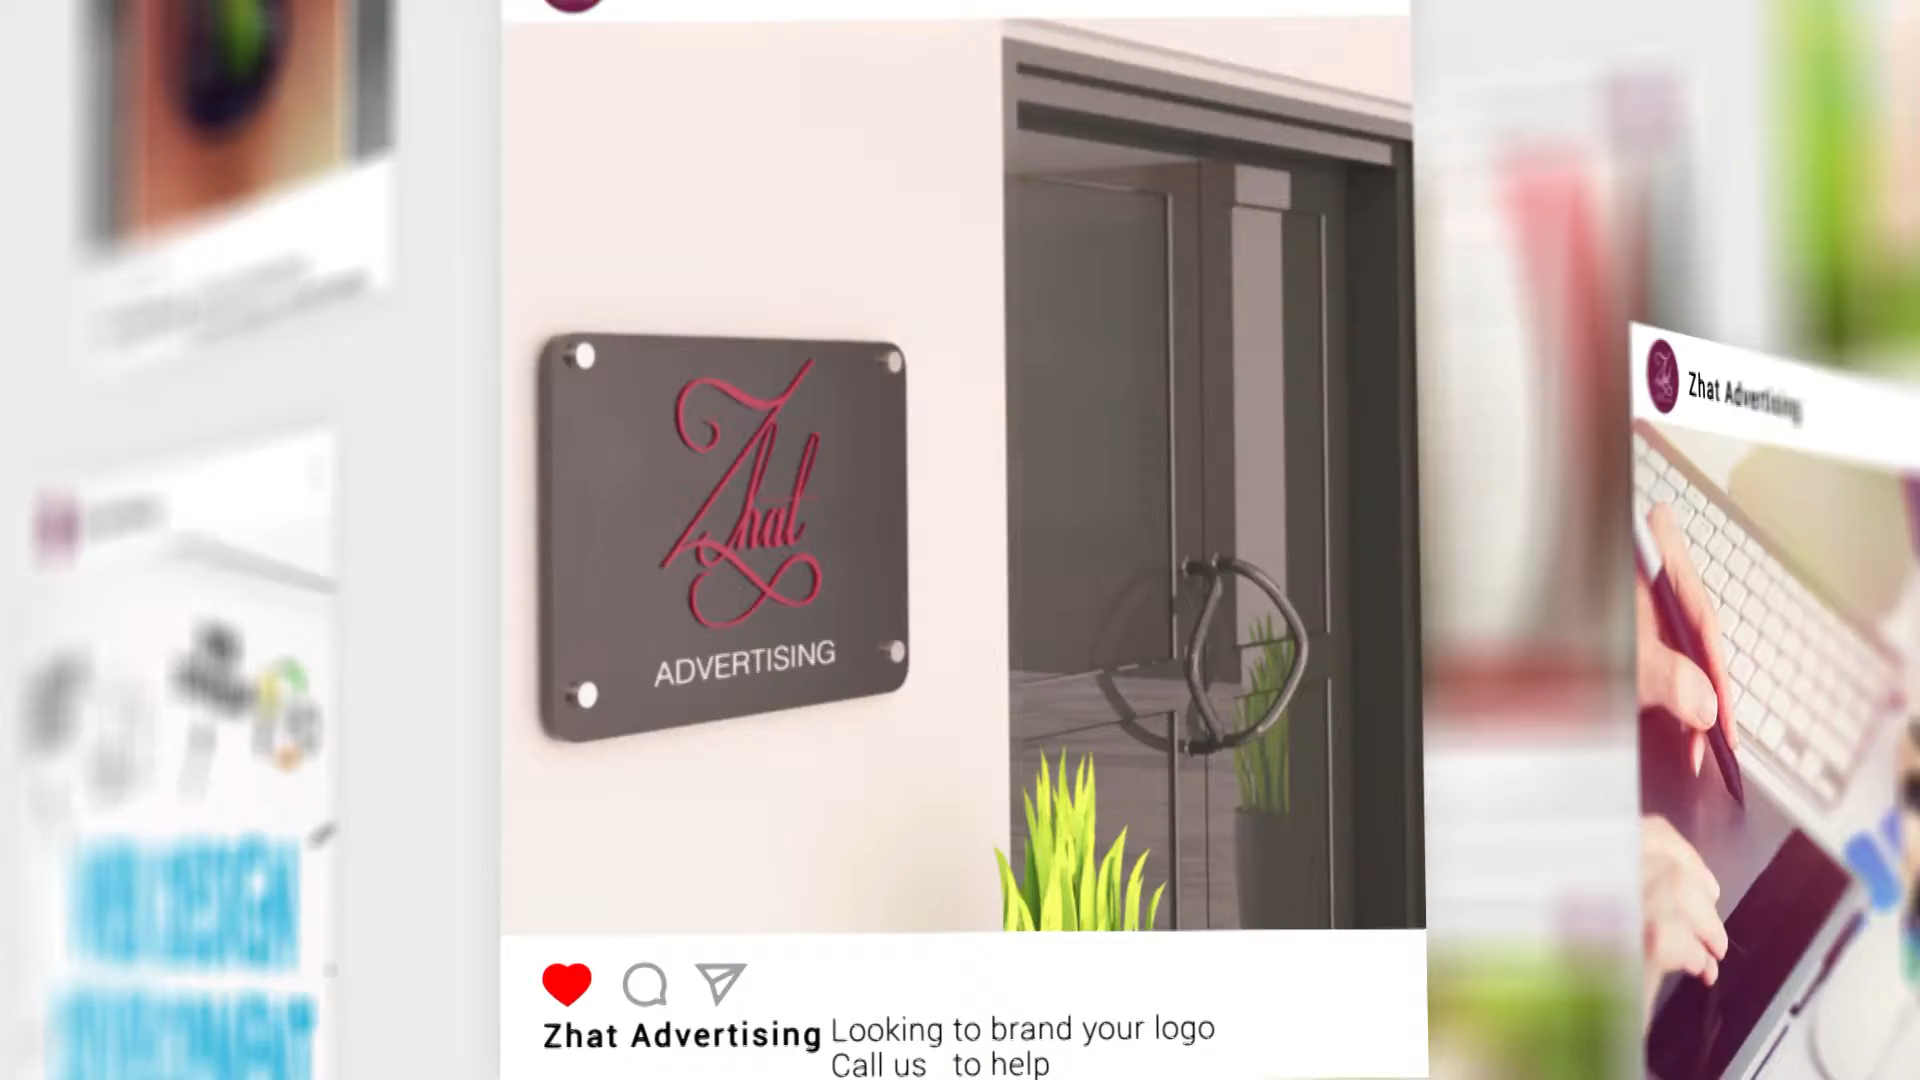 Zhat
ADVERTISING
Zhat Advertising
Zhat Advertising Looking to brand your logo
Call us to help